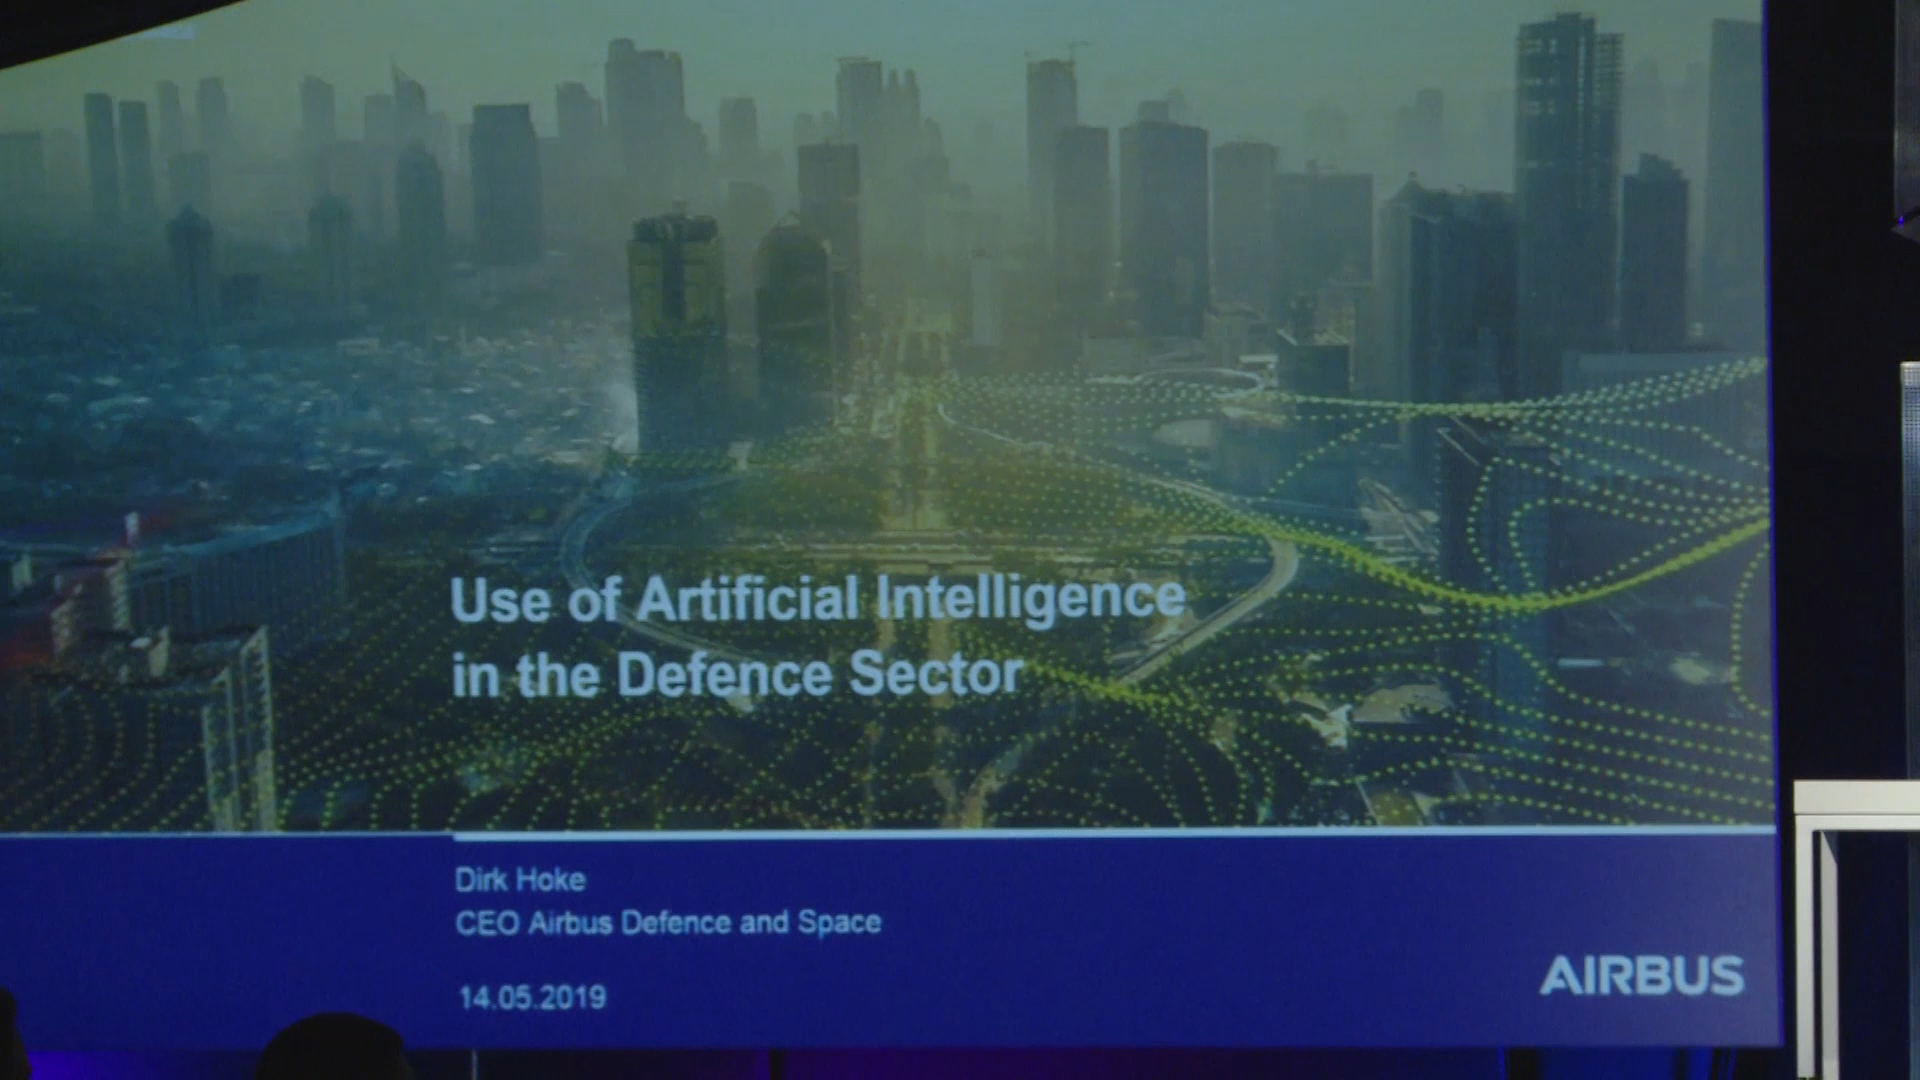 Use of Artificial Intelligence
in the Defence Sector
Dirk Hoke
CEO Airbus Defence and Space
14.05.2019
AIRBUS